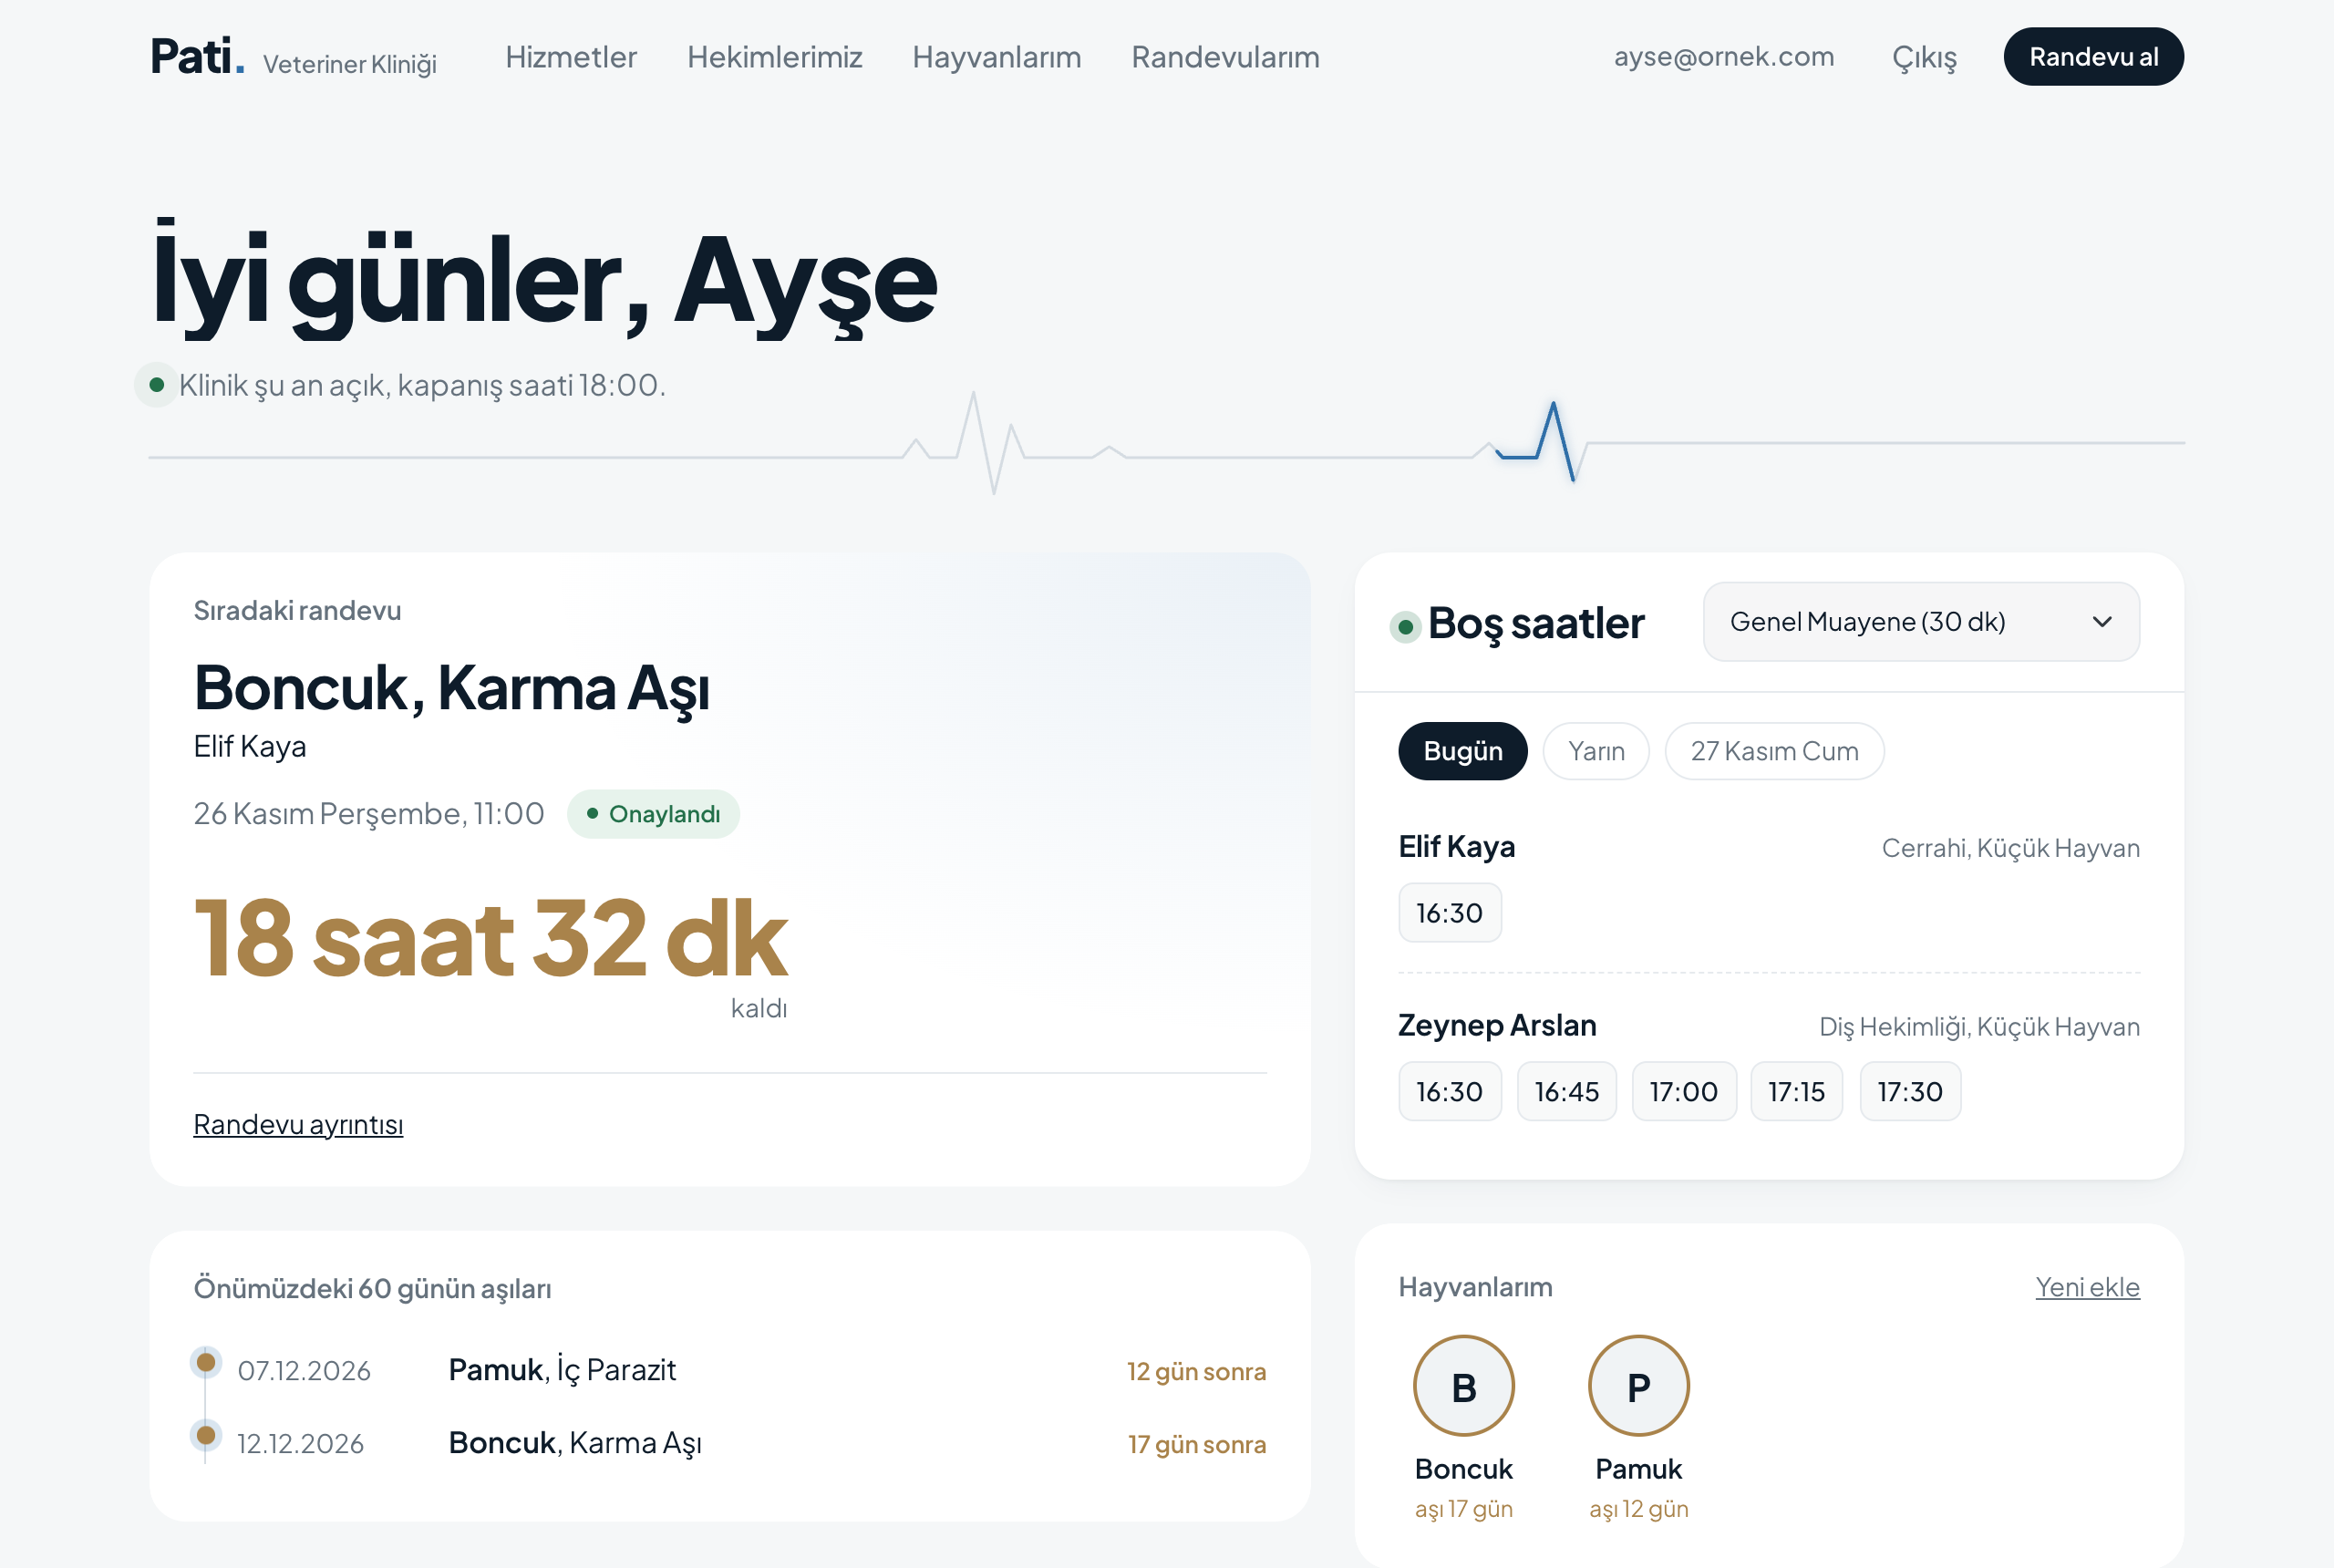 Pati. Veteriner Kliniği
Hizmetler
Hekimlerimiz
Hayvanlarım
Randevularım
ayse@ornek.com
Çıkış
Randevu al
İyi günler, Ayşe
Klinik şu an açık, kapanış saati 18:00.
Sıradaki randevu
Boncuk, Karma Aşı
Elif Kaya
26 Kasım Perşembe, 11:00
Onaylandı
18 saat 32 dk
kaldı
Randevu ayrıntısı
Boş saatler
Genel Muayene (30 dk)
Bugün
Yarın
27 Kasım Cum
Elif Kaya
Cerrahi, Küçük Hayvan
16:30
Zeynep Arslan
Diş Hekimliği, Küçük Hayvan
16:30
16:45
17:00
17:15
17:30
Önümüzdeki 60 günün aşıları
07.12.2026
Pamuk, İç Parazit
12 gün sonra
12.12.2026
Boncuk, Karma Aşı
17 gün sonra
Hayvanlarım
Yeni ekle
B
Boncuk
aşı 17 gün
P
Pamuk
aşı 12 gün